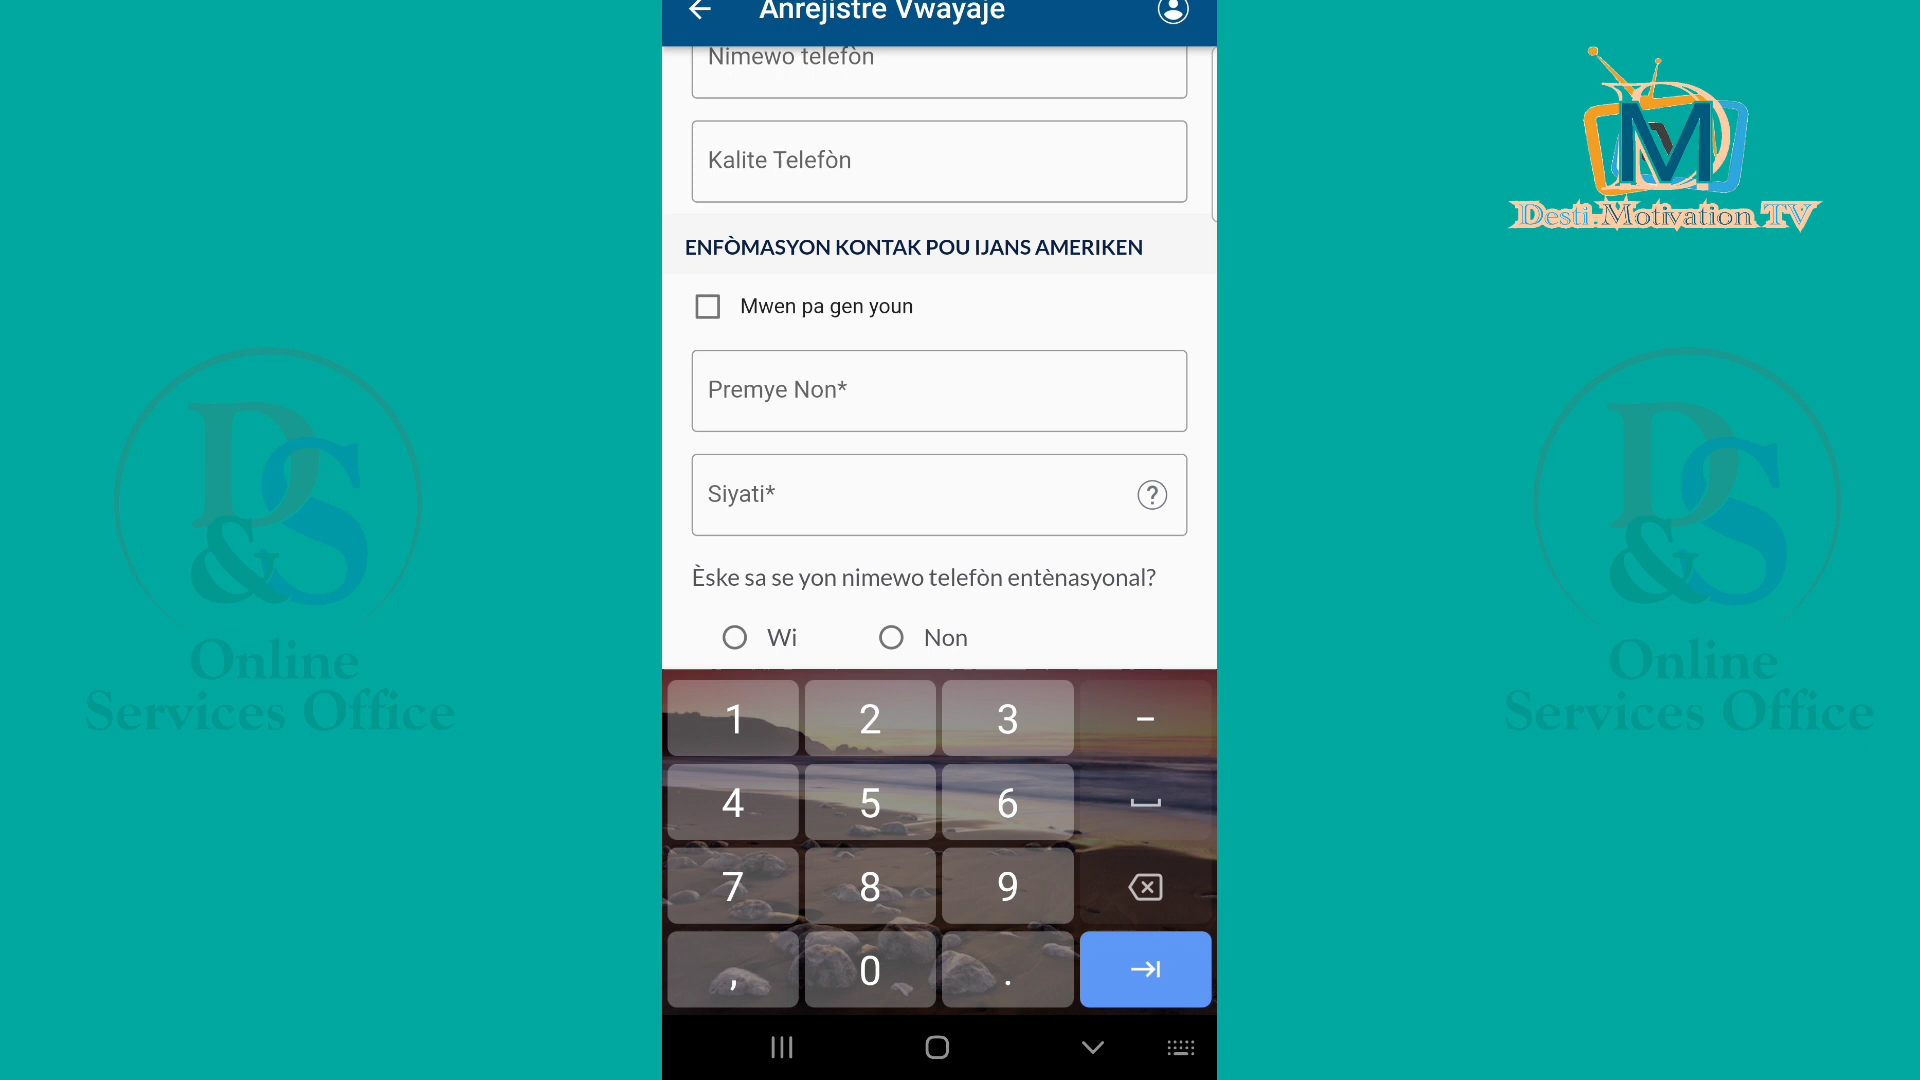 Anrejistre Vwayaje
Nimewo telefòn
Kalite Telefòn
ENFÒMASYON KONTAK POU IJANS AMERIKEN
Mwen pa gen youn
Premye Non*
Siyati*
?
Èske sa se yon nimewo telefòn entènasyonal?
Wi Non
1 2 3 -
4 5 6
7 8 9
, 0 .
DM
Desti-Motivation TV
D&S
Online
Services Office
D&S
Online
Services Office